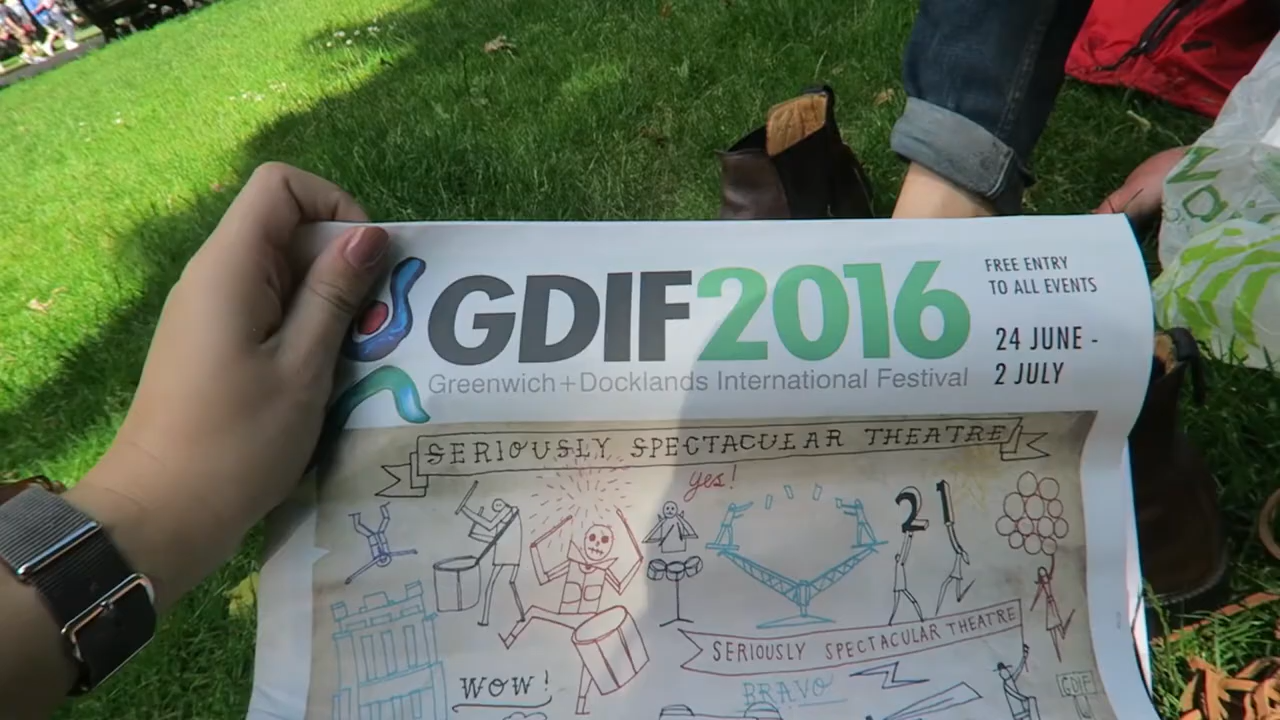 GDIF2016
Greenwich+Docklands International Festival
FREE ENTRY
TO ALL EVENTS
24 JUNE -
2 JULY
SERIOUSLY SPECTACULAR THEATRE
yes!
21
SERIOUSLY SPECTACULAR THEATRE
WOW!
BRAVO
GDIF